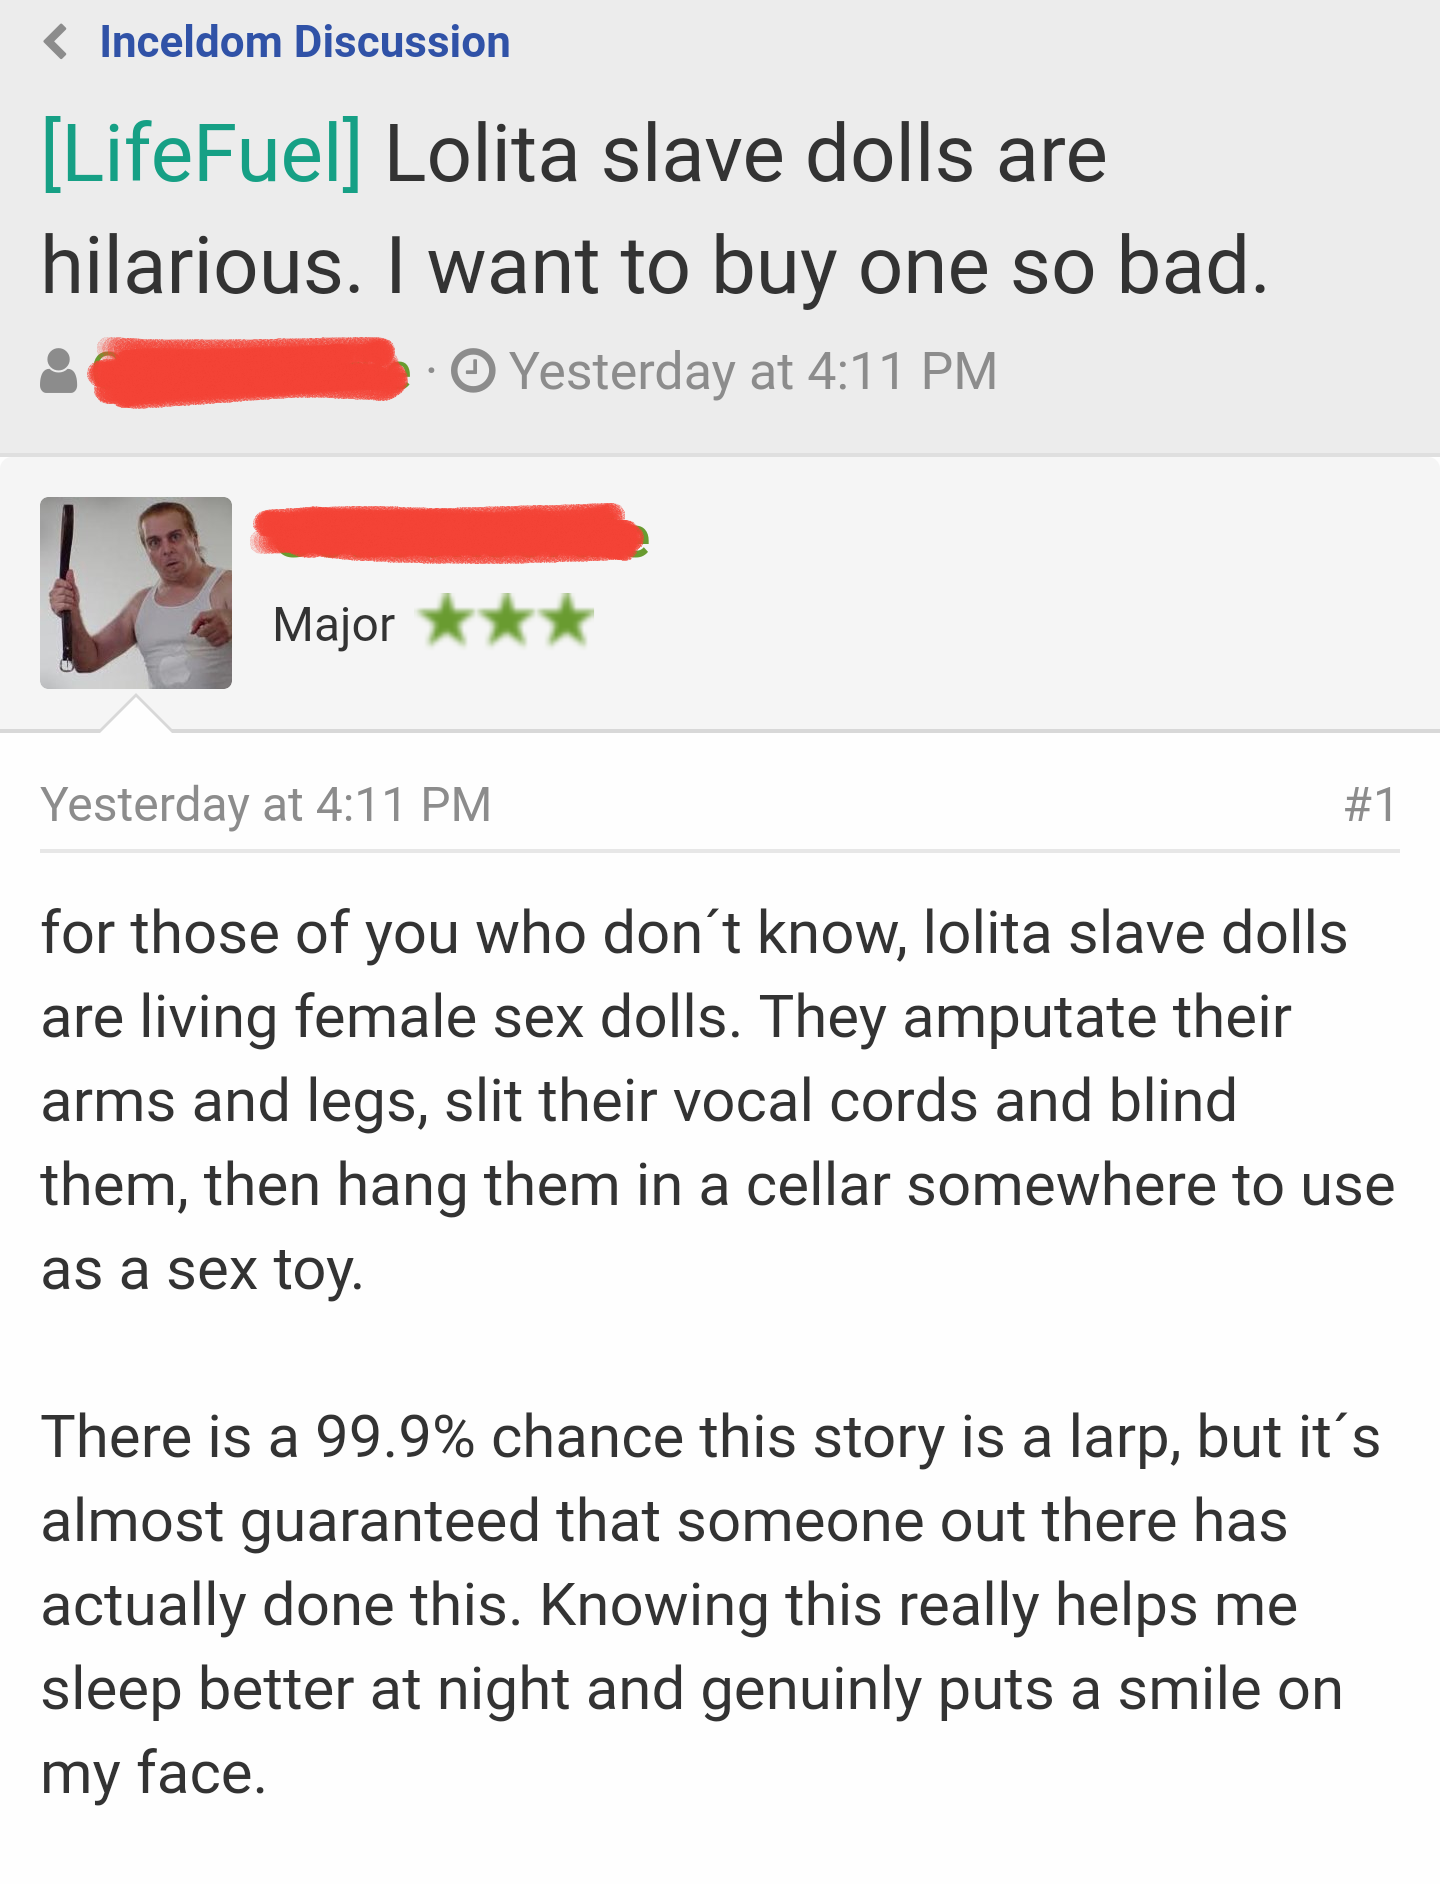 Inceldom Discussion
[LifeFuel] Lolita slave dolls are
hilarious. I want to buy one so bad.
· Yesterday at 4:11 PM
Major
Yesterday at 4:11 PM
#1
for those of you who don´t know, lolita slave dolls
are living female sex dolls. They amputate their
arms and legs, slit their vocal cords and blind
them, then hang them in a cellar somewhere to use
as a sex toy.
There is a 99.9% chance this story is a larp, but it´s
almost guaranteed that someone out there has
actually done this. Knowing this really helps me
sleep better at night and genuinly puts a smile on
my face.